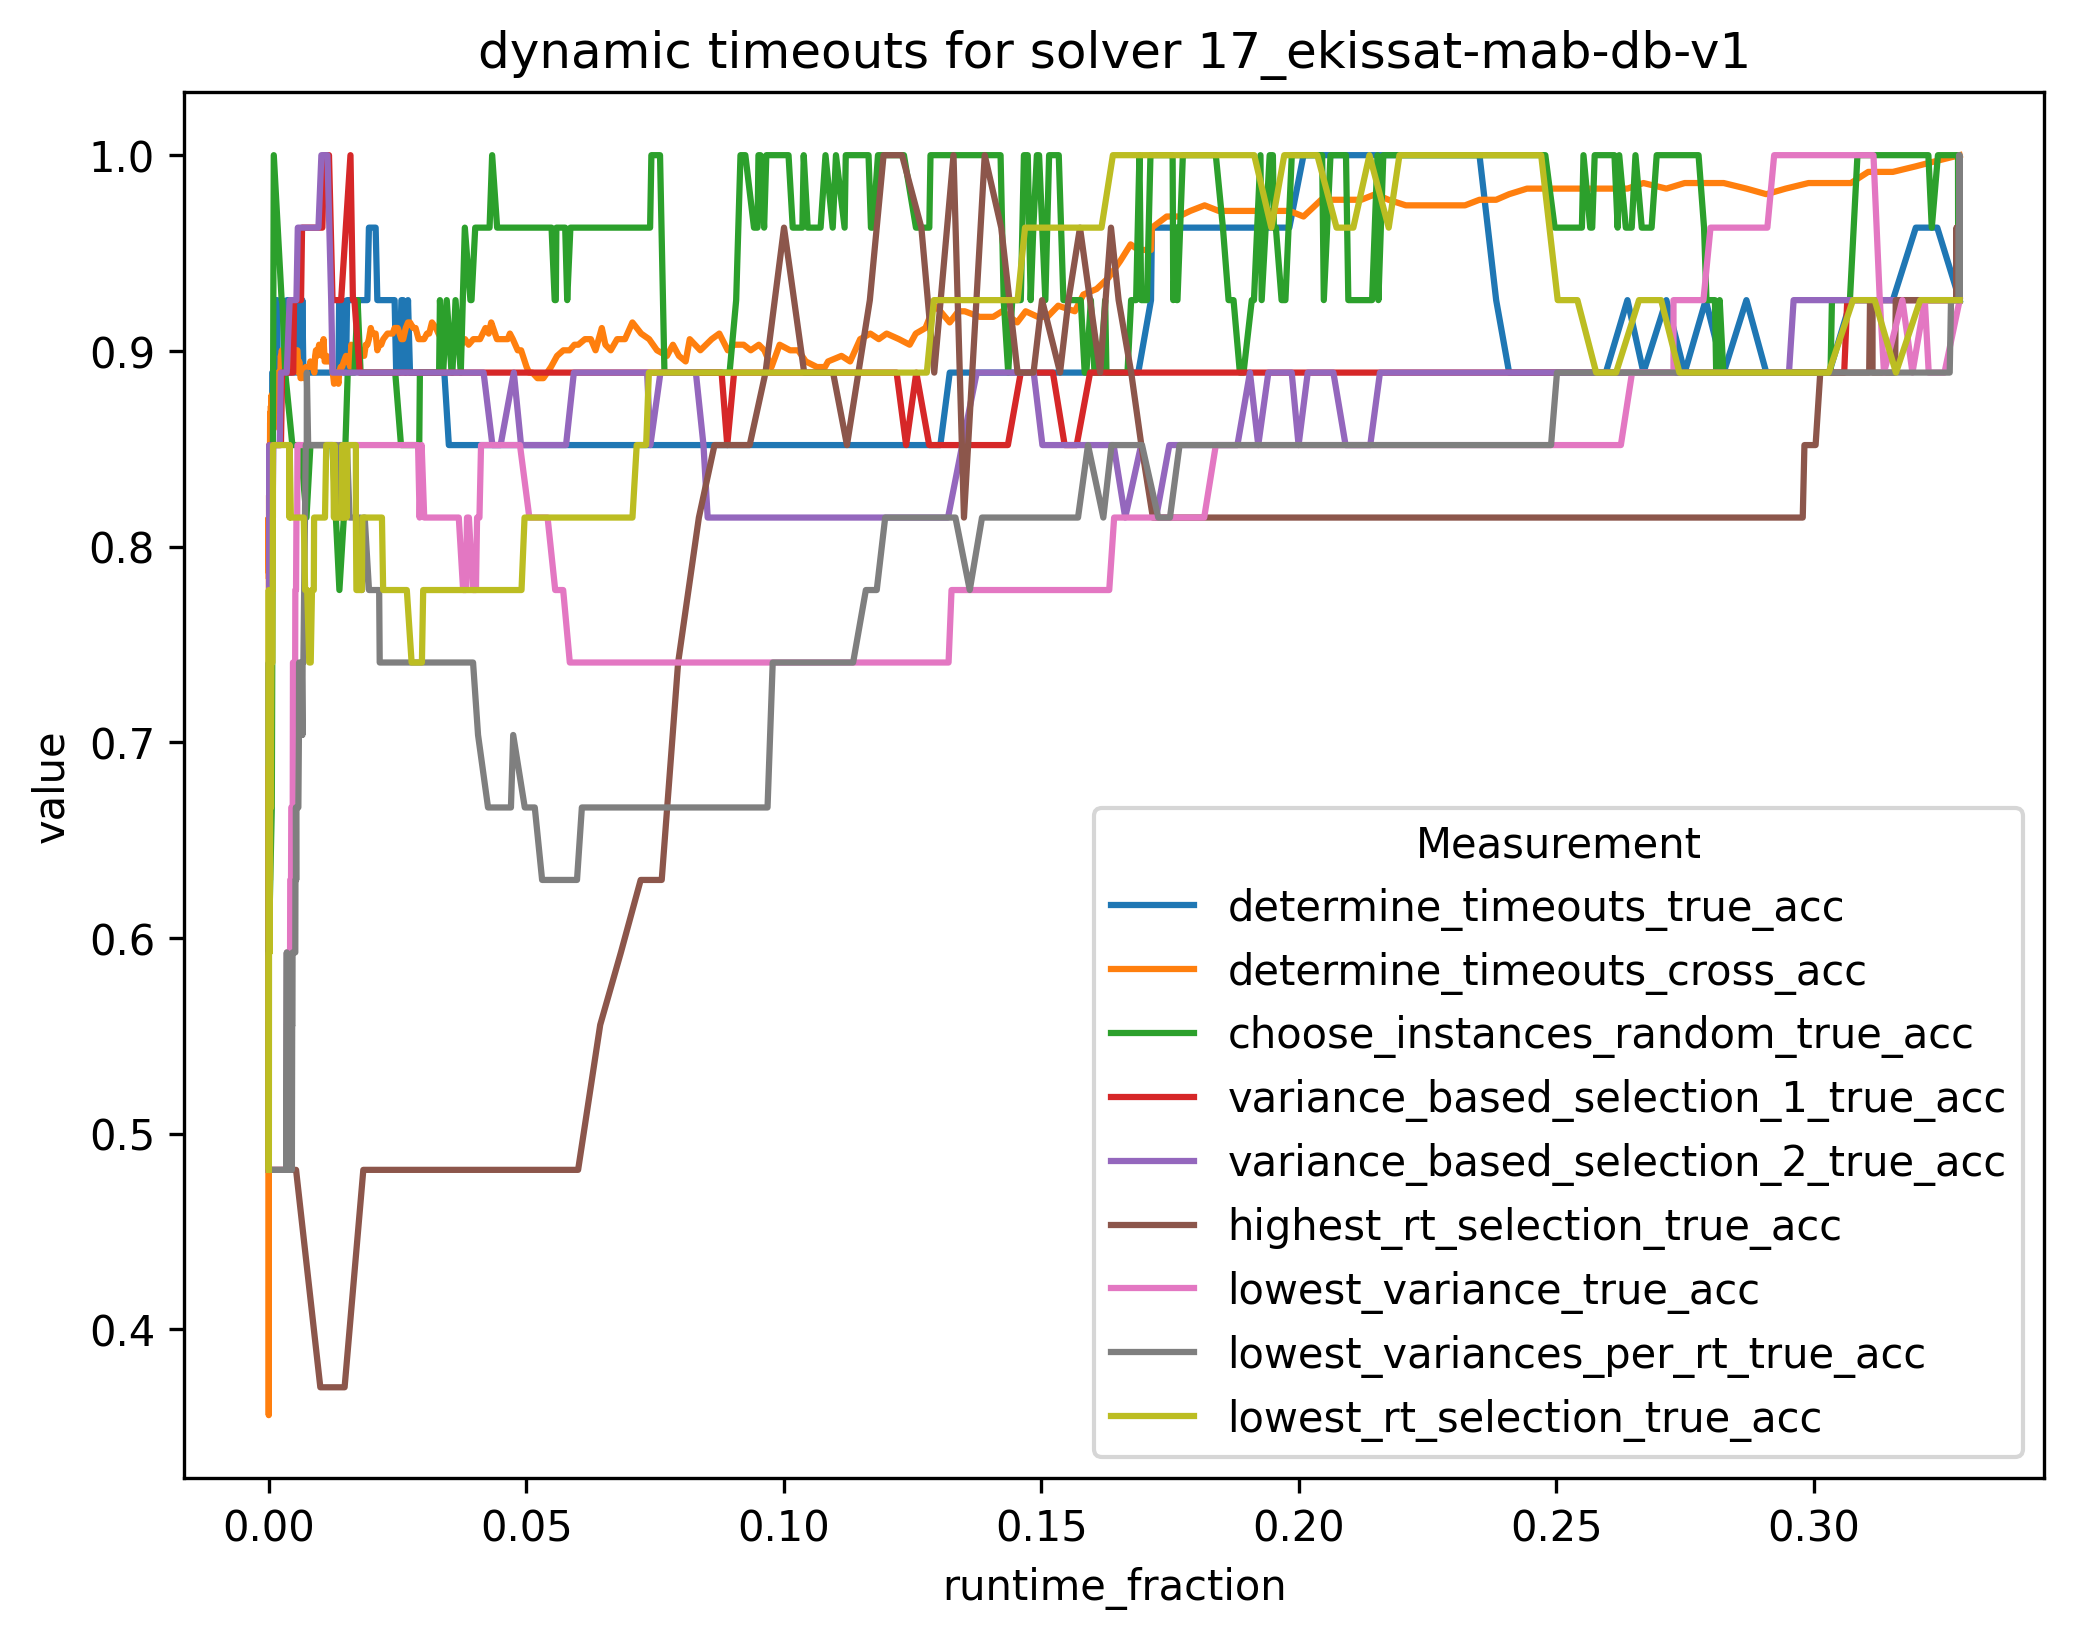 dynamic timeouts for solver 17_ekissat-mab-db-v1
1.0
0.9
0.8
0.7
0.6
0.5
0.4
value
Measurement
determine_timeouts_true_acc
determine_timeouts_cross_acc
choose_instances_random_true_acc
variance_based_selection_1_true_acc
variance_based_selection_2_true_acc
highest_rt_selection_true_acc
lowest_variance_true_acc
lowest_variances_per_rt_true_acc
lowest_rt_selection_true_acc
0.00 0.05 0.10 0.15 0.20 0.25 0.30
runtime_fraction